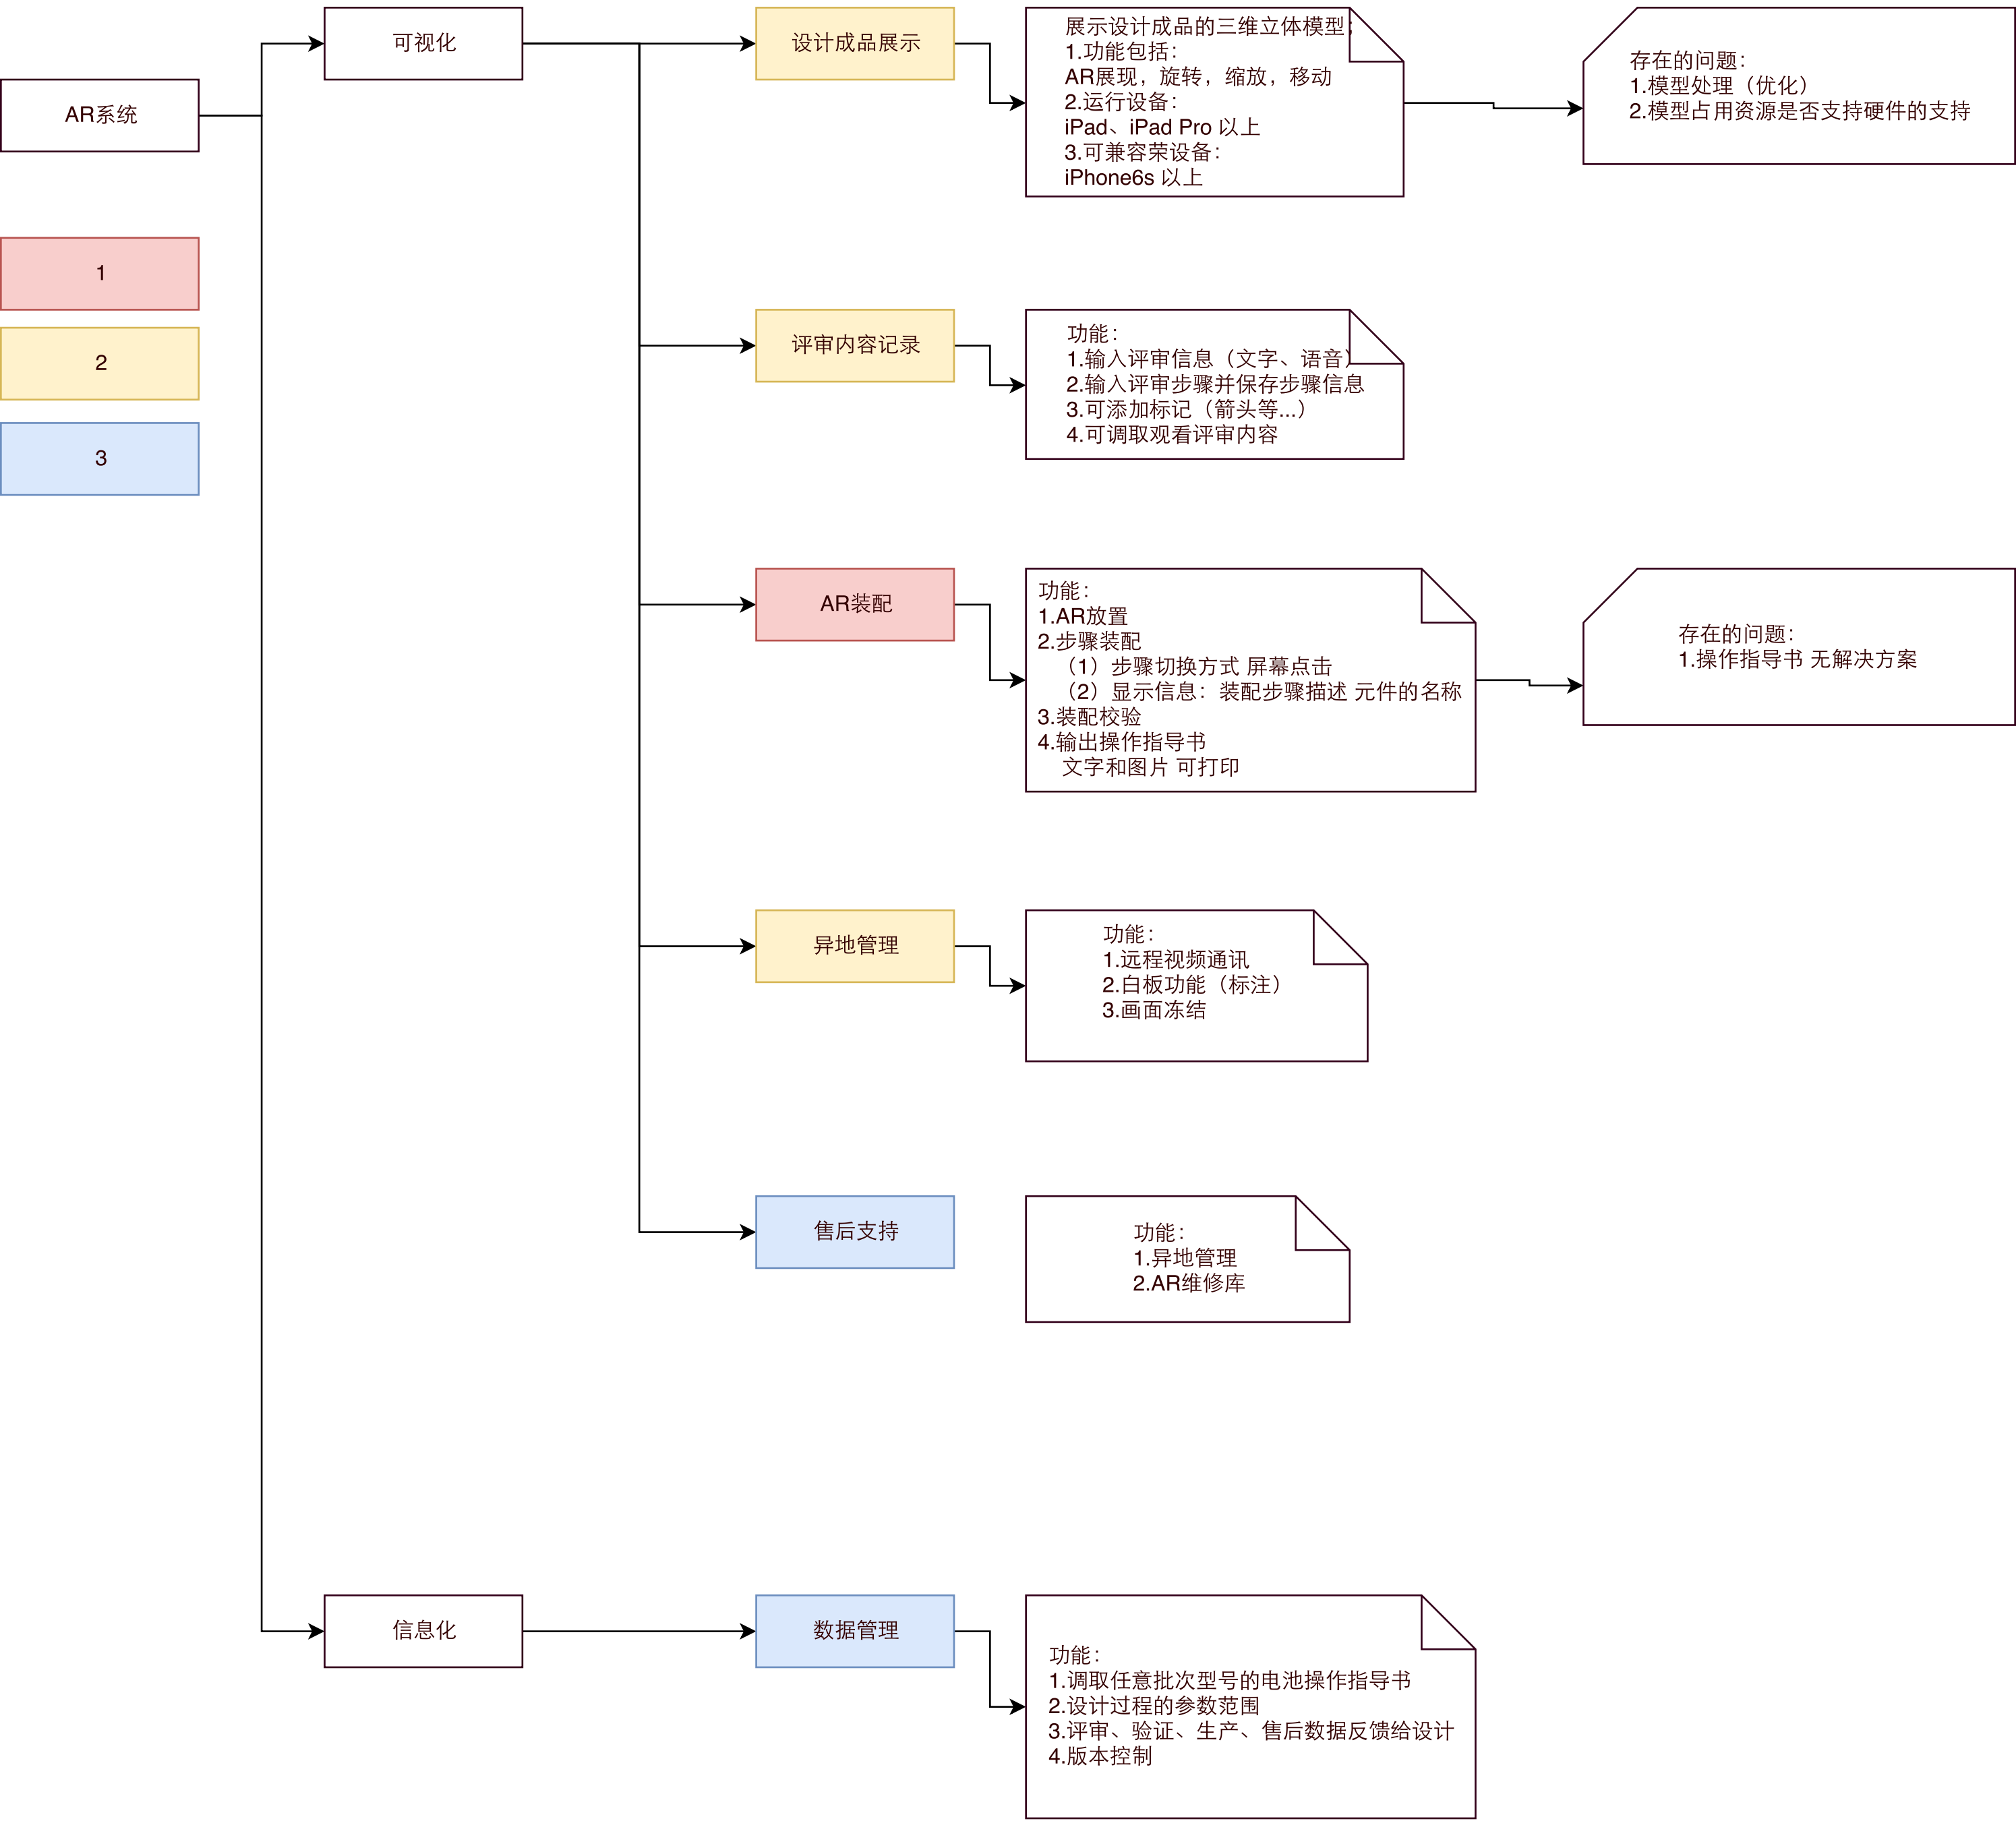 AR系统
1
2
3
可视化
信息化
设计成品展示
展示设计成品的三维立体模型；
1.功能包括：
AR展现，旋转，缩放，移动
2.运行设备：
iPad、iPad Pro 以上
3.可兼容荣设备：
iPhone6s 以上
存在的问题：
1.模型处理（优化）
2.模型占用资源是否支持硬件的支持
评审内容记录
功能：
1.输入评审信息（文字、语音）
2.输入评审步骤并保存步骤信息
3.可添加标记（箭头等...）
4.可调取观看评审内容
AR装配
功能：
1.AR放置
2.步骤装配
（1）步骤切换方式 屏幕点击
（2）显示信息：装配步骤描述 元件的名称
3.装配校验
4.输出操作指导书
文字和图片 可打印
存在的问题：
1.操作指导书 无解决方案
异地管理
功能：
1.远程视频通讯
2.白板功能（标注）
3.画面冻结
售后支持
功能：
1.异地管理
2.AR维修库
数据管理
功能：
1.调取任意批次型号的电池操作指导书
2.设计过程的参数范围
3.评审、验证、生产、售后数据反馈给设计
4.版本控制